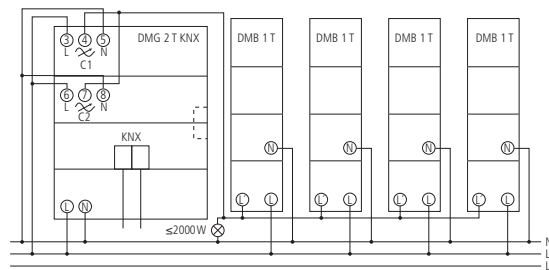 3 4 5 DMG 2 T KNX DMB 1 T DMB 1 T DMB 1 T DMB 1 T
L N
C1
6 7 8
L N
C2
KNX
N N N N
L N L' L L' L L' L L' L
≤2000W
N
L
L